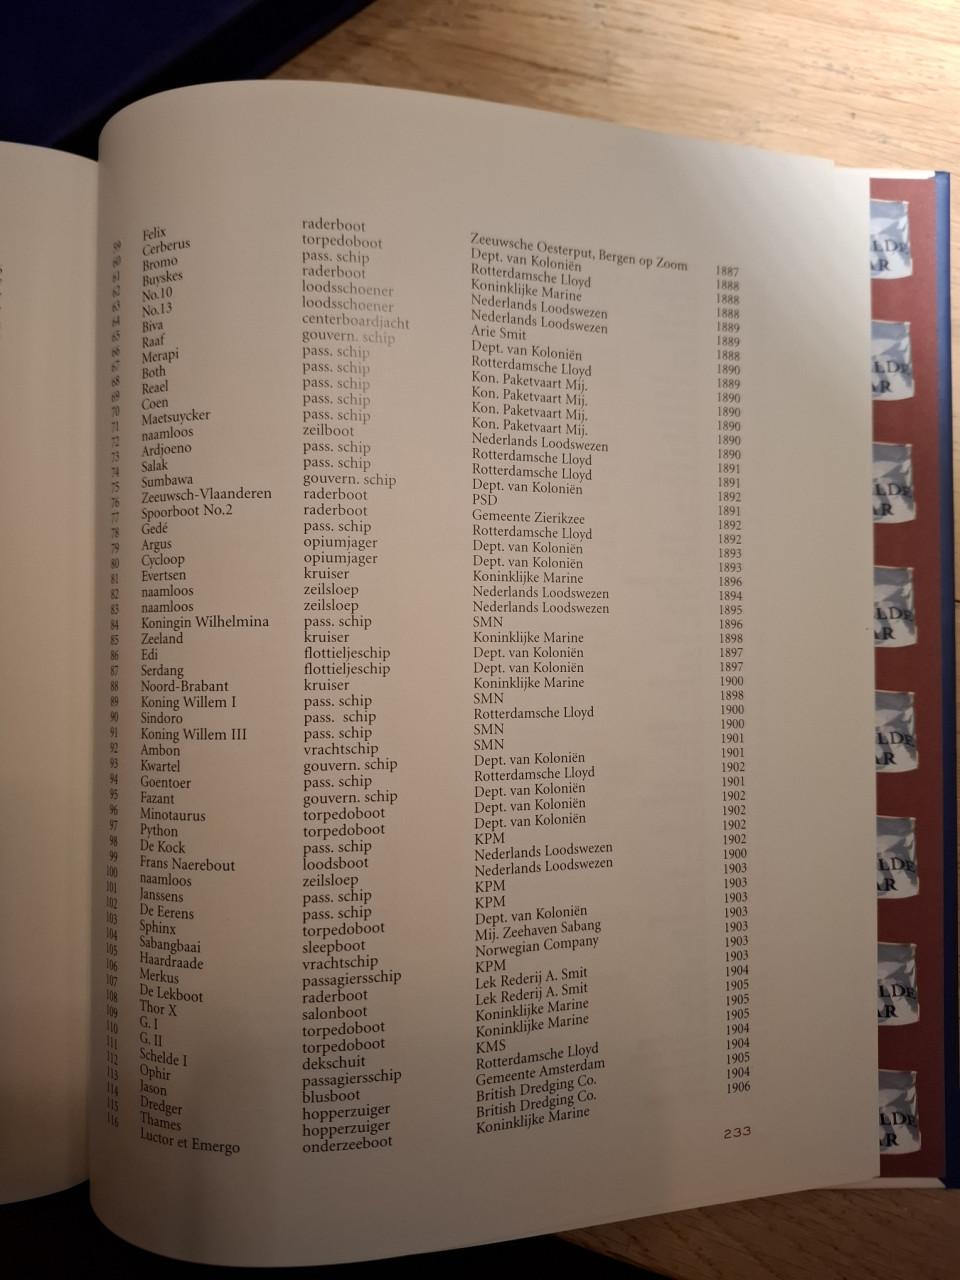 59 Felix raderboot Zeeuwsche Oesterput, Bergen op Zoom 1887
60 Cerberus torpedoboot Dept. van Koloniën 1888
61 Bromo pass. schip Rotterdamsche Lloyd 1888
62 Buyskes raderboot Koninklijke Marine 1888
63 No.10 loodsschoener Nederlands Loodswezen 1889
64 No.13 loodsschoener Nederlands Loodswezen 1889
65 Biva centerboardjacht Arie Smit 1888
66 Raaf gouvern. schip Dept. van Koloniën 1890
67 Merapi pass. schip Rotterdamsche Lloyd 1889
68 Both pass. schip Kon. Paketvaart Mij. 1890
69 Reael pass. schip Kon. Paketvaart Mij. 1890
70 Coen pass. schip Kon. Paketvaart Mij. 1890
71 Maetsuycker pass. schip Kon. Paketvaart Mij. 1890
72 naamloos zeilboot Nederlands Loodswezen 1890
73 Ardjoeno pass. schip Rotterdamsche Lloyd 1891
74 Salak pass. schip Rotterdamsche Lloyd 1891
75 Sumbawa gouvern. schip Dept. van Koloniën 1892
76 Zeeuwsch-Vlaanderen raderboot PSD 1891
77 Spoorboot No.2 raderboot Gemeente Zierikzee 1892
78 Gedé pass. schip Rotterdamsche Lloyd 1892
79 Argus opiumjager Dept. van Koloniën 1893
80 Cycloop opiumjager Dept. van Koloniën 1893
81 Evertsen kruiser Koninklijke Marine 1896
82 naamloos zeilsloep Nederlands Loodswezen 1894
83 naamloos zeilsloep Nederlands Loodswezen 1895
84 Koningin Wilhelmina pass. schip SMN 1896
85 Zeeland kruiser Koninklijke Marine 1898
86 Edi flottieljeschip Dept. van Koloniën 1897
87 Serdang flottieljeschip Dept. van Koloniën 1897
88 Noord-Brabant kruiser Koninklijke Marine 1900
89 Koning Willem I pass. schip SMN 1898
90 Sindoro pass. schip Rotterdamsche Lloyd 1900
91 Koning Willem III pass. schip SMN 1900
92 Ambon vrachtschip SMN 1901
93 Kwartel gouvern. schip Dept. van Koloniën 1901
94 Goentoer pass. schip Rotterdamsche Lloyd 1902
95 Fazant gouvern. schip Dept. van Koloniën 1901
96 Minotaurus torpedoboot Dept. van Koloniën 1902
97 Python torpedoboot Dept. van Koloniën 1902
98 De Kock pass. schip KPM 1902
99 Frans Naerebout loodsboot Nederlands Loodswezen 1902
100 naamloos zeilsloep Nederlands Loodswezen 1900
101 Janssens pass. schip KPM 1903
102 De Eerens pass. schip KPM 1903
103 Sphinx torpedoboot Dept. van Koloniën 1903
104 Sabangbaai sleepboot Mij. Zeehaven Sabang 1903
105 Haardraade vrachtschip Norwegian Company 1903
106 Merkus passagiersschip KPM 1903
107 De Lekboot raderboot Lek Rederij A. Smit 1903
108 Thor X salonboot Lek Rederij A. Smit 1904
109 G. I torpedoboot Koninklijke Marine 1905
110 G. II torpedoboot Koninklijke Marine 1905
111 Schelde I dekschuit KMS 1905
112 Ophir passagiersschip Rotterdamsche Lloyd 1904
113 Jason blusboot Gemeente Amsterdam 1904
114 Dredger hopperzuiger British Dredging Co. 1905
115 Thames hopperzuiger British Dredging Co. 1904
116 Luctor et Emergo onderzeeboot Koninklijke Marine 1906
233